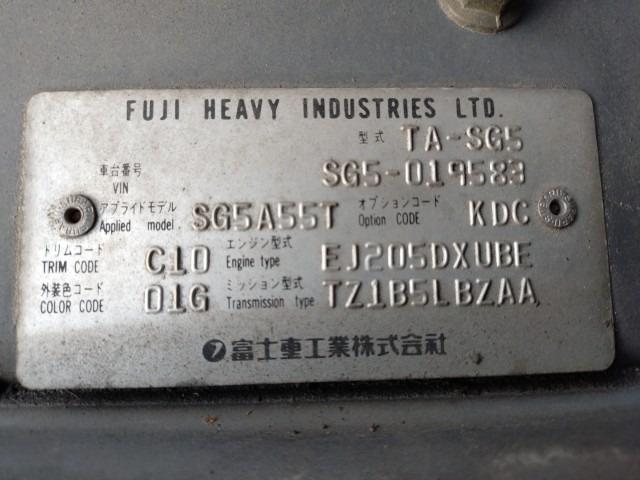 FUJI HEAVY INDUSTRIES LTD.
型式 TA-SG5
車台番号 VIN SG5-019583
アプライドモデル Applied model SG5A55T オプションコード Option CODE KDC
トリムコード TRIM CODE C10 エンジン型式 Engine type EJ205DXUBE
外装色コード COLOR CODE 01G ミッション型式 Transmission type TZ1B5LBZAA
富士重工業株式会社